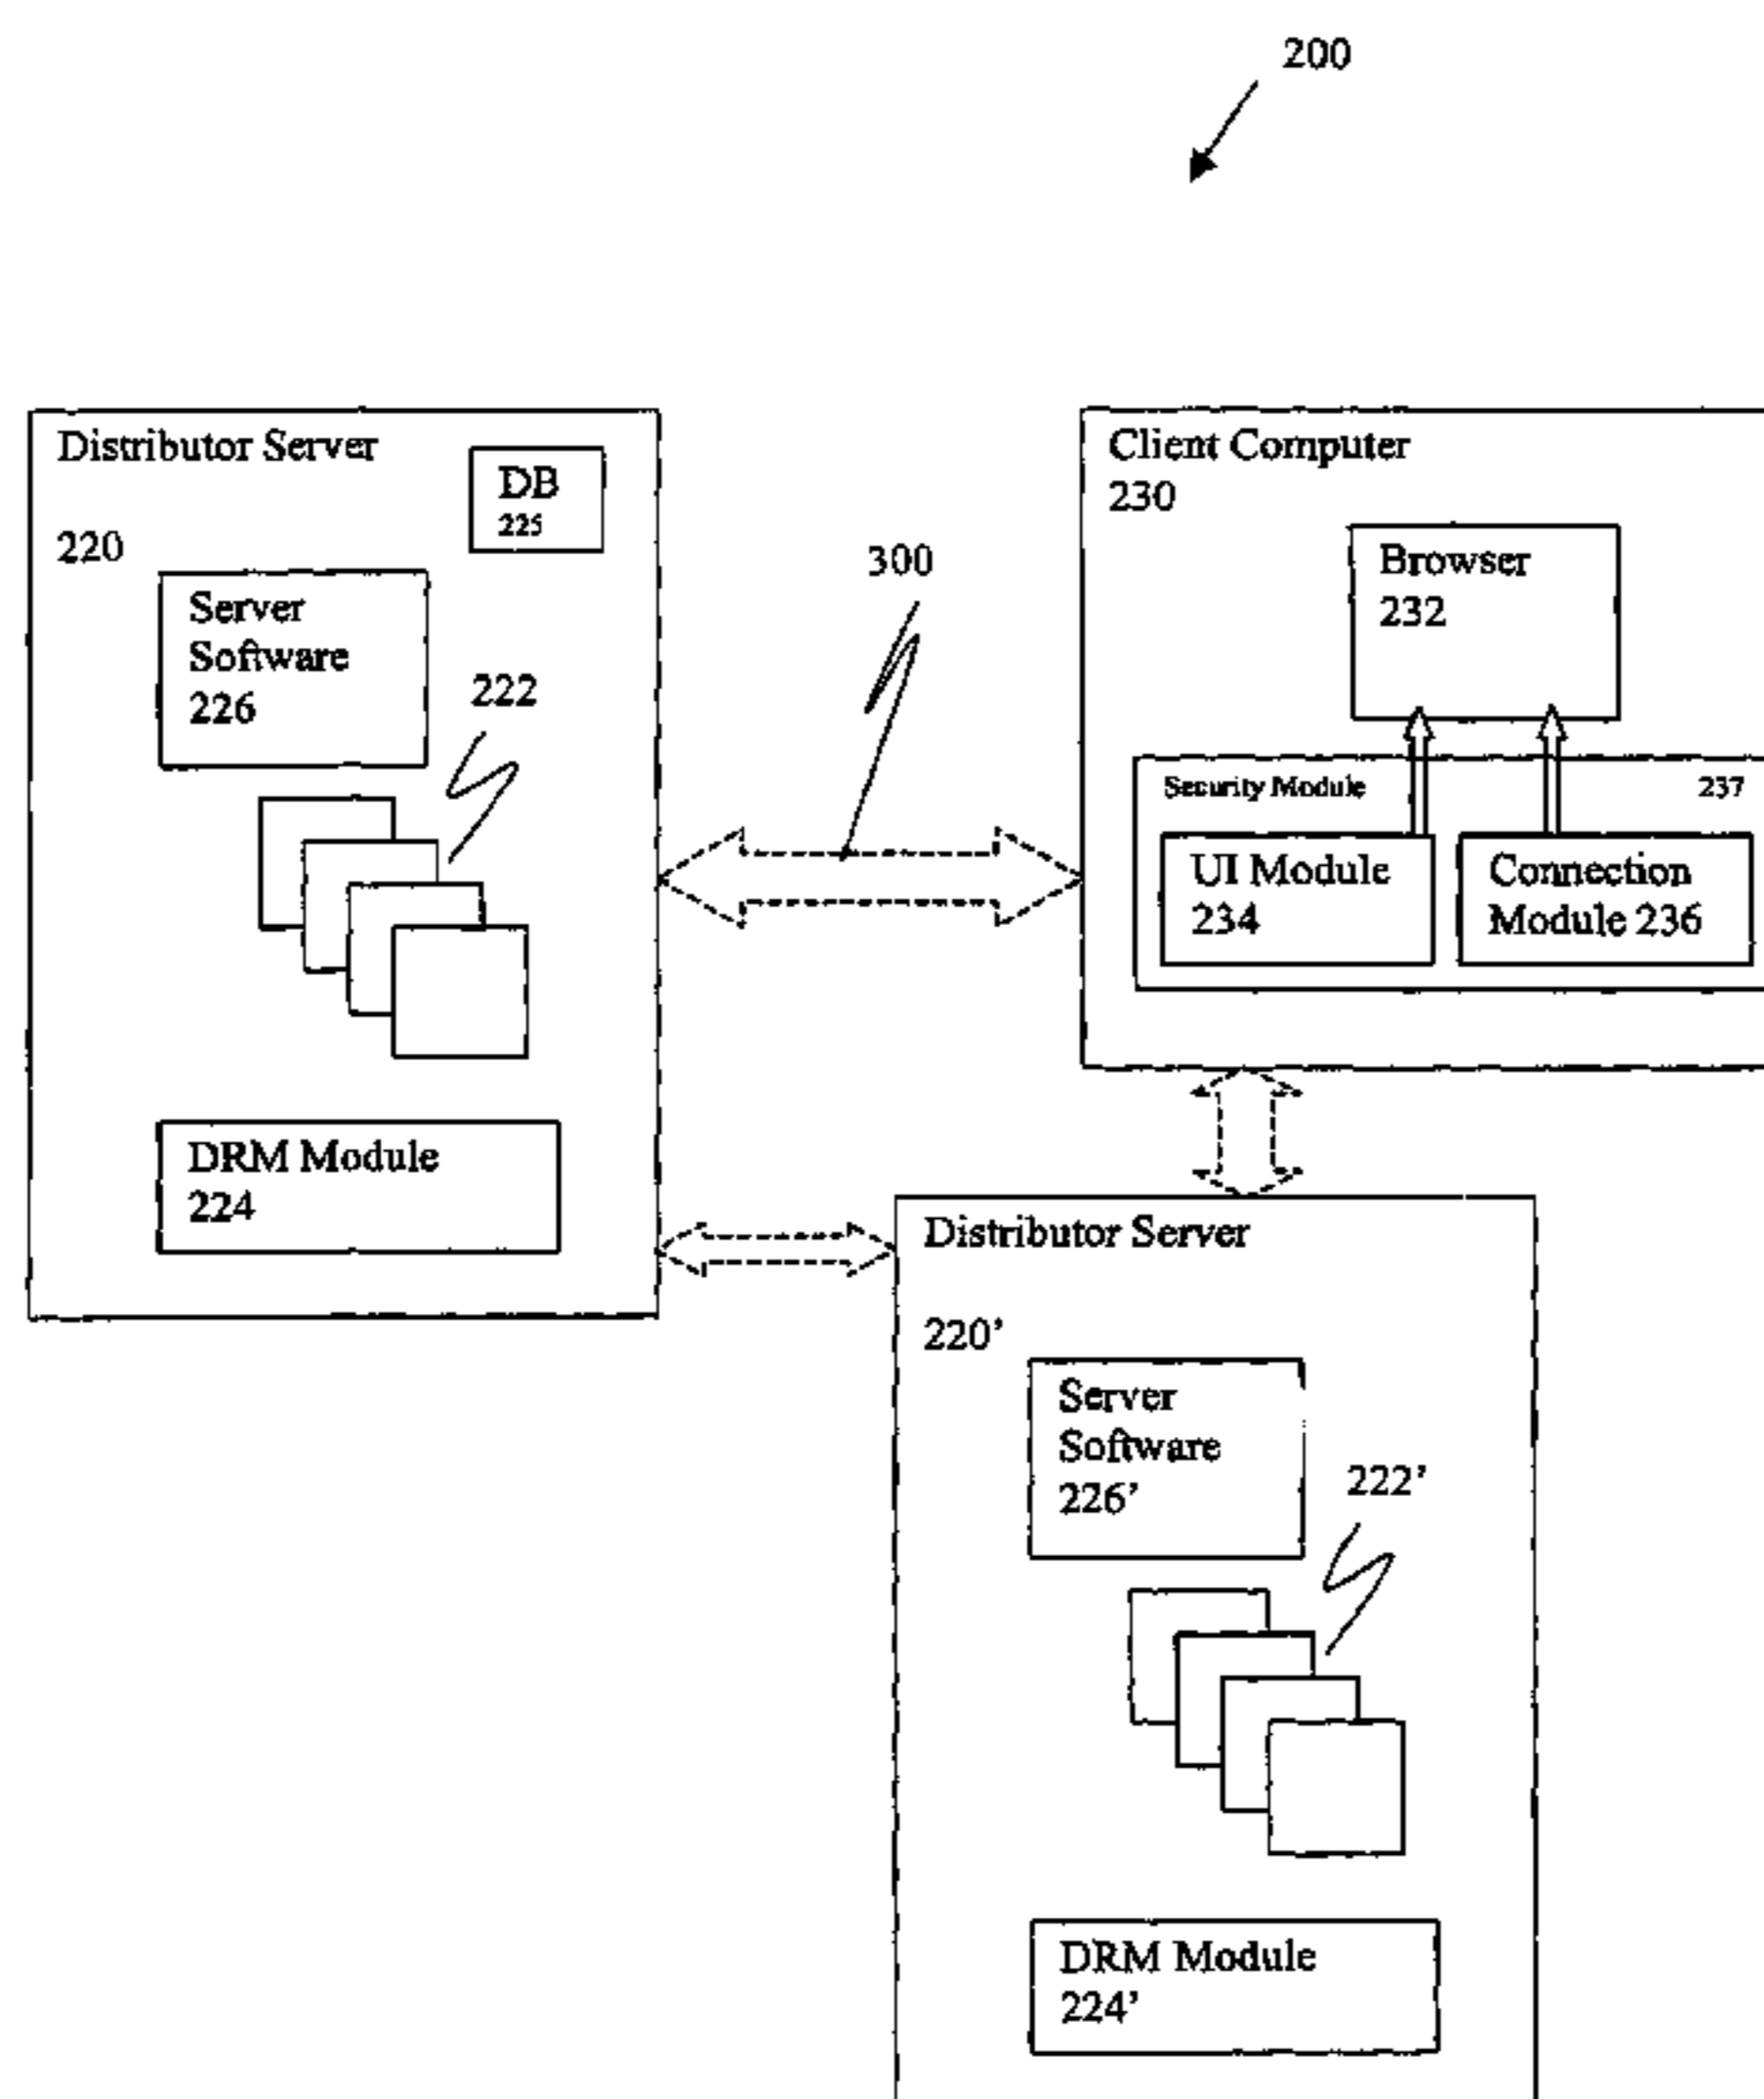 200
Distributor Server
220
DB
225
Server
Software
226
222
DRM Module
224
300
Client Computer
230
Browser
232
Security Module 237
UI Module
234
Connection
Module 236
Distributor Server
220’
Server
Software
226’
222’
DRM Module
224’